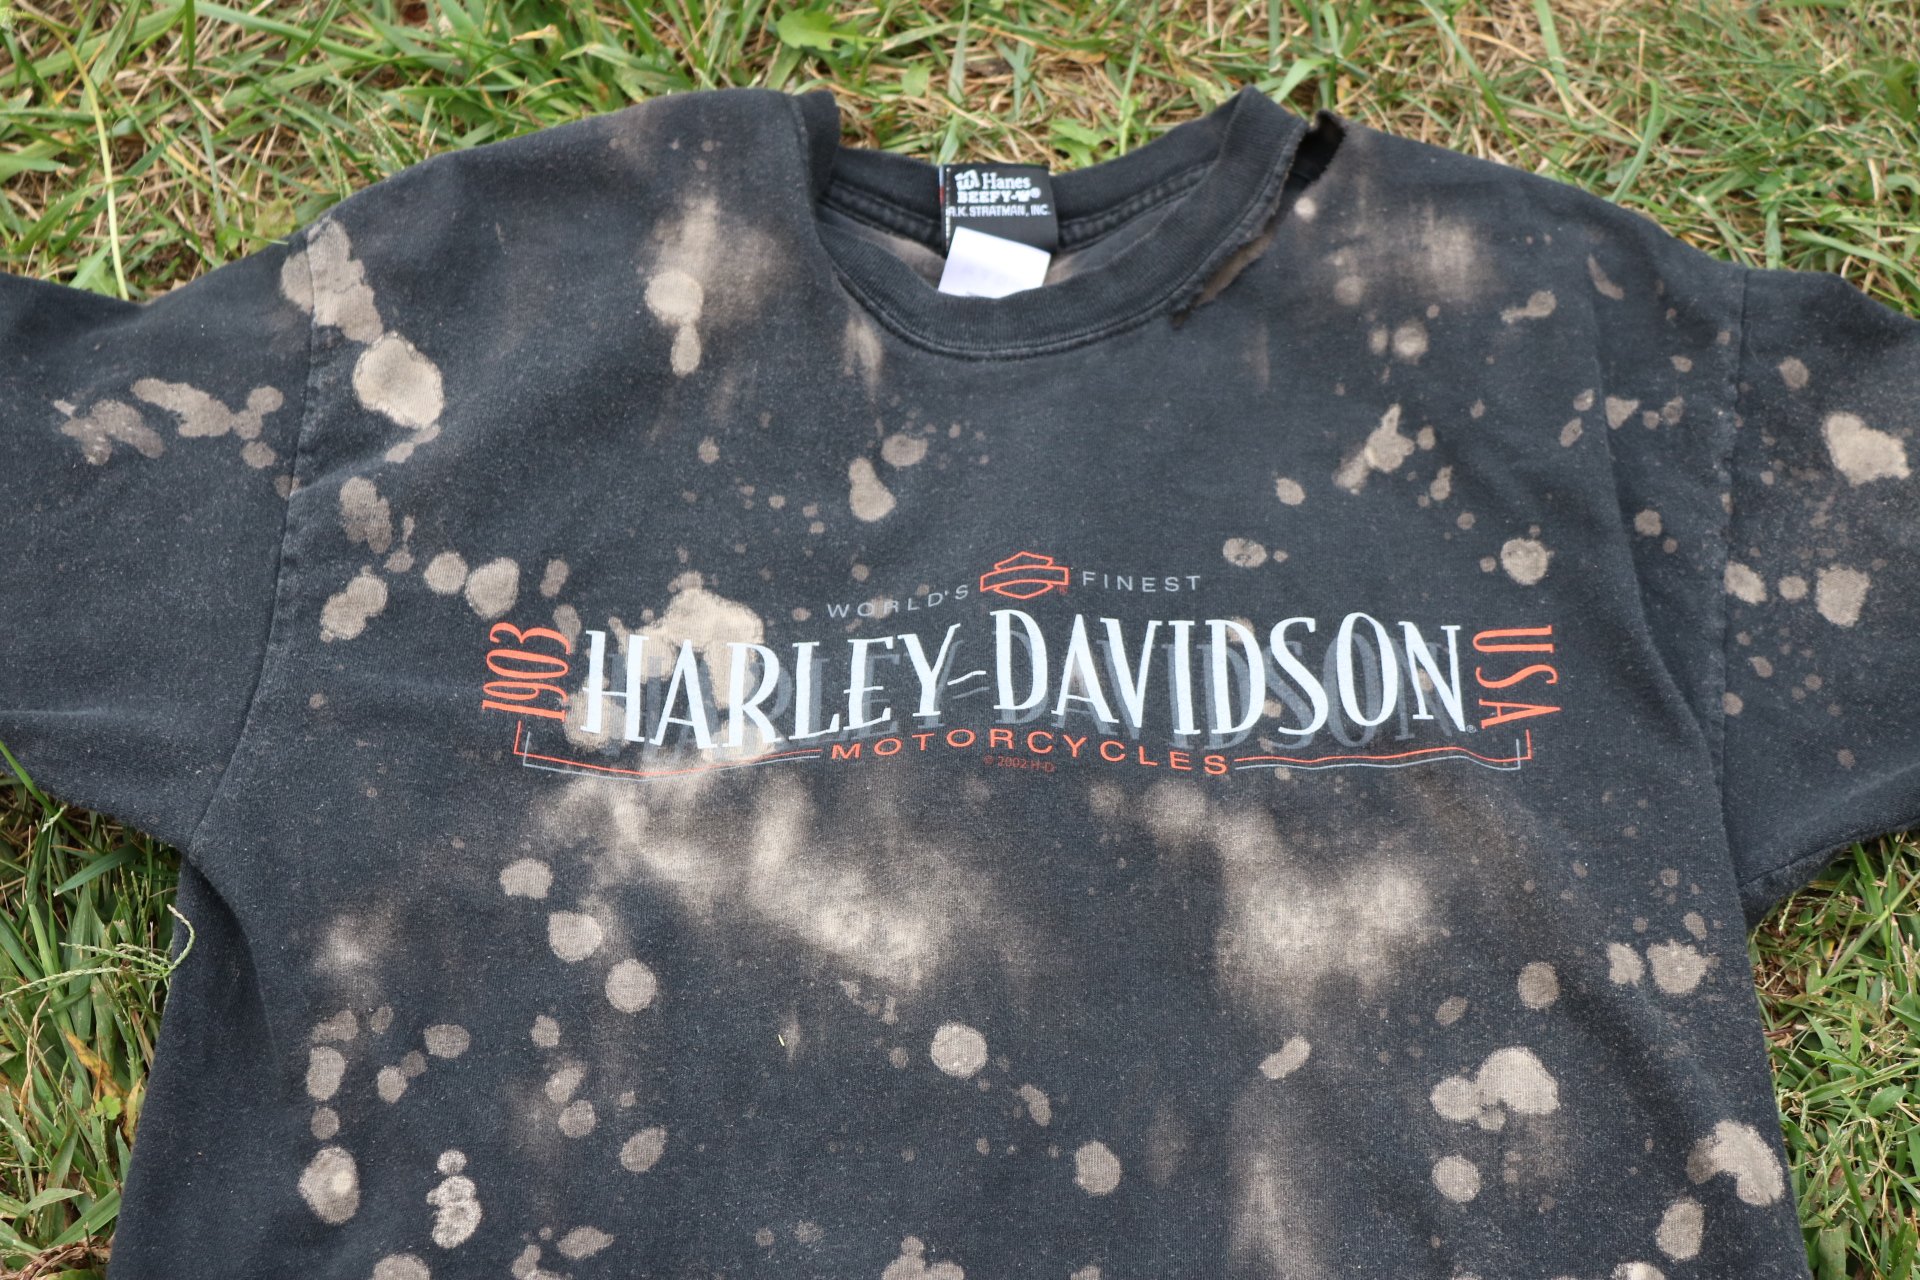 Hanes
BEEFY-T®
R.K. STRATMAN, INC.
WORLD'S FINEST
1903 HARLEY-DAVIDSON® USA
MOTORCYCLES
© 2002 H-D